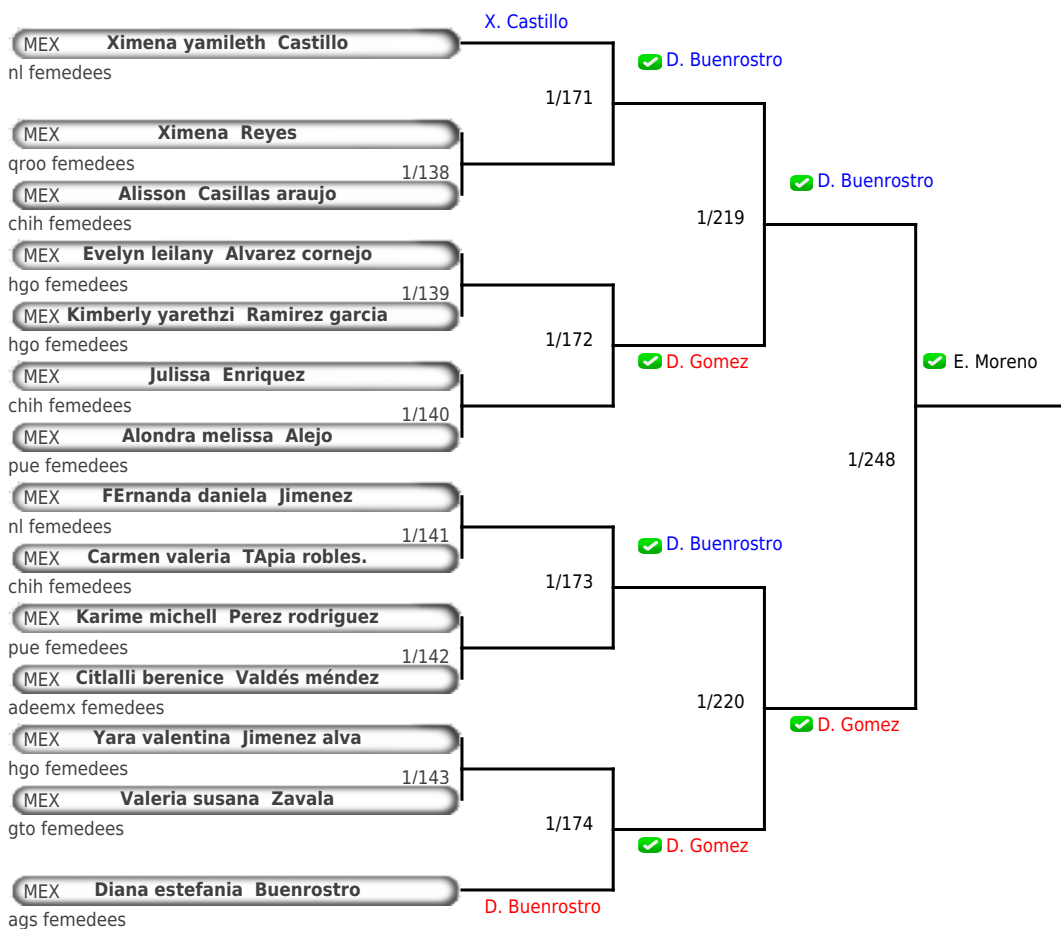 X. Castillo
MEX Ximena yamileth Castillo
nl femedees
D. Buenrostro
1/171
MEX Ximena Reyes
qroo femedees
1/138
MEX Alisson Casillas araujo
chih femedees
D. Buenrostro
1/219
MEX Evelyn leilany Alvarez cornejo
hgo femedees
1/139
MEX Kimberly yarethzi Ramirez garcia
hgo femedees
1/172
D. Gomez
E. Moreno
MEX Julissa Enriquez
chih femedees
1/140
MEX Alondra melissa Alejo
pue femedees
1/248
MEX FErnanda daniela Jimenez
nl femedees
1/141
D. Buenrostro
MEX Carmen valeria TApia robles.
chih femedees
1/173
MEX Karime michell Perez rodriguez
pue femedees
1/142
MEX Citlalli berenice Valdés méndez
adeemx femedees
1/220
D. Gomez
MEX Yara valentina Jimenez alva
hgo femedees
1/143
MEX Valeria susana Zavala
gto femedees
1/174
D. Gomez
MEX Diana estefania Buenrostro
ags femedees
D. Buenrostro